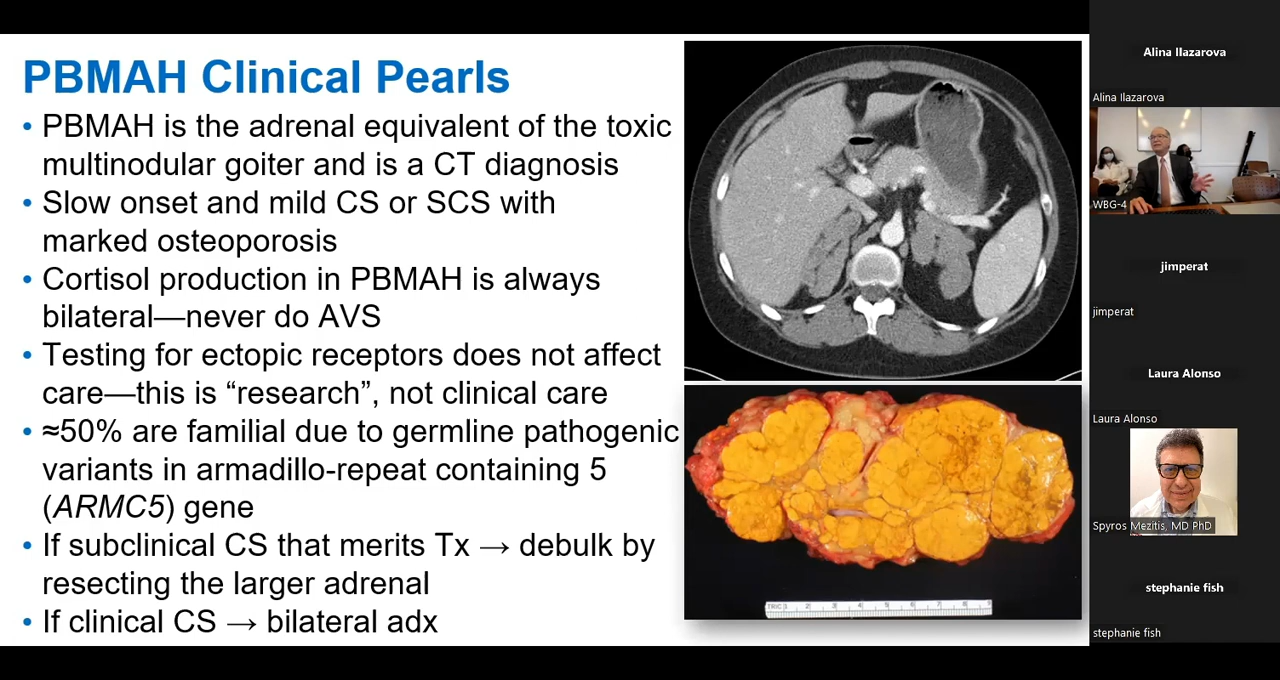 PBMAH Clinical Pearls
• PBMAH is the adrenal equivalent of the toxic
multinodular goiter and is a CT diagnosis
• Slow onset and mild CS or SCS with
marked osteoporosis
• Cortisol production in PBMAH is always
bilateral—never do AVS
• Testing for ectopic receptors does not affect
care—this is “research”, not clinical care
• ≈50% are familial due to germline pathogenic
variants in armadillo-repeat containing 5
(ARMC5) gene
• If subclinical CS that merits Tx → debulk by
resecting the larger adrenal
• If clinical CS → bilateral adx
Alina Ilazarova
Alina Ilazarova
WBG-4
jimperat
jimperat
Laura Alonso
Laura Alonso
Spyros Mezitis, MD PhD
stephanie fish
stephanie fish